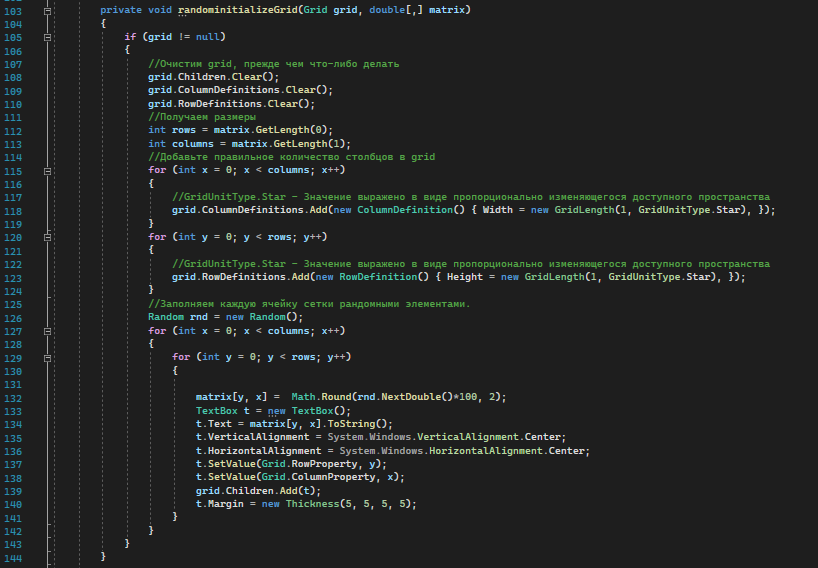 103 private void randominitializeGrid(Grid grid, double[,] matrix)
104 {
105 if (grid != null)
106 {
107 //Очистим grid, прежде чем что-либо делать
108 grid.Children.Clear();
109 grid.ColumnDefinitions.Clear();
110 grid.RowDefinitions.Clear();
111 //Получаем размеры
112 int rows = matrix.GetLength(0);
113 int columns = matrix.GetLength(1);
114 //Добавьте правильное количество столбцов в grid
115 for (int x = 0; x < columns; x++)
116 {
117 //GridUnitType.Star - Значение выражено в виде пропорционально изменяющегося доступного пространства
118 grid.ColumnDefinitions.Add(new ColumnDefinition() { Width = new GridLength(1, GridUnitType.Star), });
119 }
120 for (int y = 0; y < rows; y++)
121 {
122 //GridUnitType.Star - Значение выражено в виде пропорционально изменяющегося доступного пространства
123 grid.RowDefinitions.Add(new RowDefinition() { Height = new GridLength(1, GridUnitType.Star), });
124 }
125 //Заполняем каждую ячейку сетки рандомными элементами.
126 Random rnd = new Random();
127 for (int x = 0; x < columns; x++)
128 {
129 for (int y = 0; y < rows; y++)
130 {
131
132 matrix[y, x] =  Math.Round(rnd.NextDouble()*100, 2);
133 TextBox t = new TextBox();
134 t.Text = matrix[y, x].ToString();
135 t.VerticalAlignment = System.Windows.VerticalAlignment.Center;
136 t.HorizontalAlignment = System.Windows.HorizontalAlignment.Center;
137 t.SetValue(Grid.RowProperty, y);
138 t.SetValue(Grid.ColumnProperty, x);
139 grid.Children.Add(t);
140 t.Margin = new Thickness(5, 5, 5, 5);
141 }
142 }
143 }
144 }